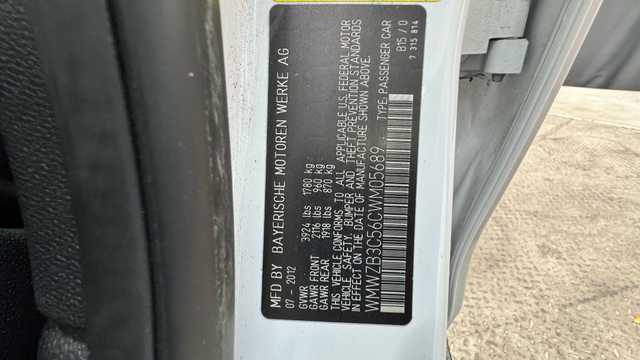 MFD BY BAYERISCHE MOTOREN WERKE AG
07 - 2012
GVWR 3924 lbs 1780 kg
GAWR FRONT 2116 lbs 960 kg
GAWR REAR 1918 lbs 870 kg
THIS VEHICLE CONFORMS TO ALL APPLICABLE U.S. FEDERAL MOTOR
VEHICLE SAFETY, BUMPER AND THEFT PREVENTION STANDARDS
IN EFFECT ON THE DATE OF MANUFACTURE SHOWN ABOVE.
WMWZB3C56CWM05689 TYPE: PASSENGER CAR
B15 / 0
7 315 814